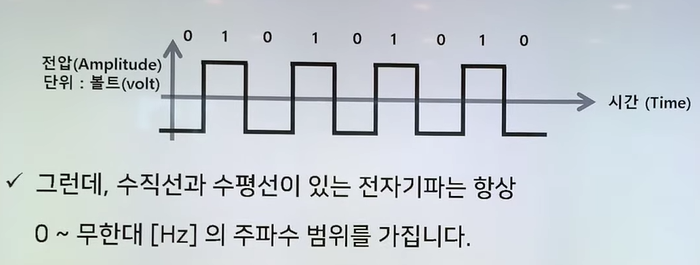 0 1 0 1 0 1 0 1 0
전압(Amplitude)
단위 : 볼트(volt)
시간 (Time)
✓ 그런데, 수직선과 수평선이 있는 전자기파는 항상
0 ~ 무한대 [Hz] 의 주파수 범위를 가집니다.